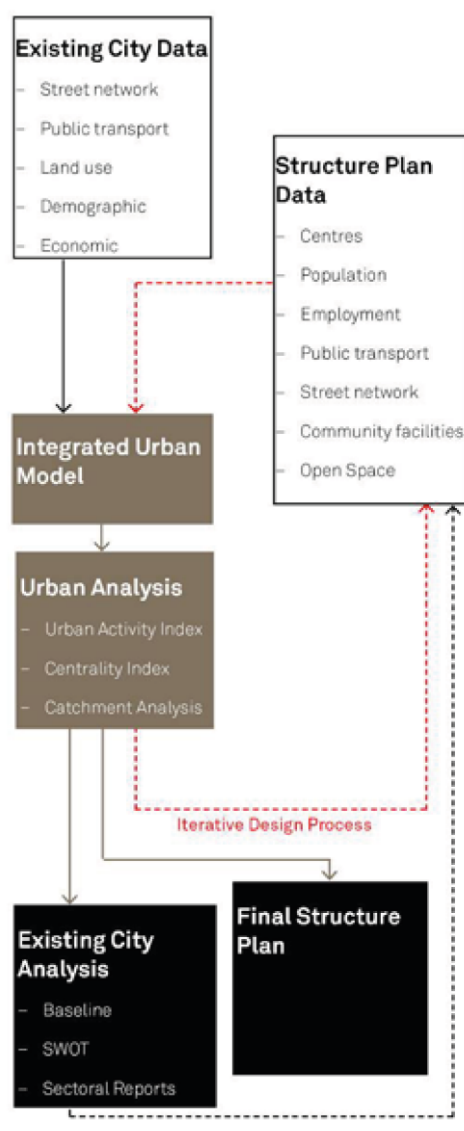 Existing City Data
– Street network
– Public transport
– Land use
– Demographic
– Economic
Structure Plan
Data
– Centres
– Population
– Employment
– Public transport
– Street network
– Community facilities
– Open Space
Integrated Urban
Model
Urban Analysis
– Urban Activity Index
– Centrality Index
– Catchment Analysis
Iterative Design Process
Existing City
Analysis
– Baseline
– SWOT
– Sectoral Reports
Final Structure
Plan